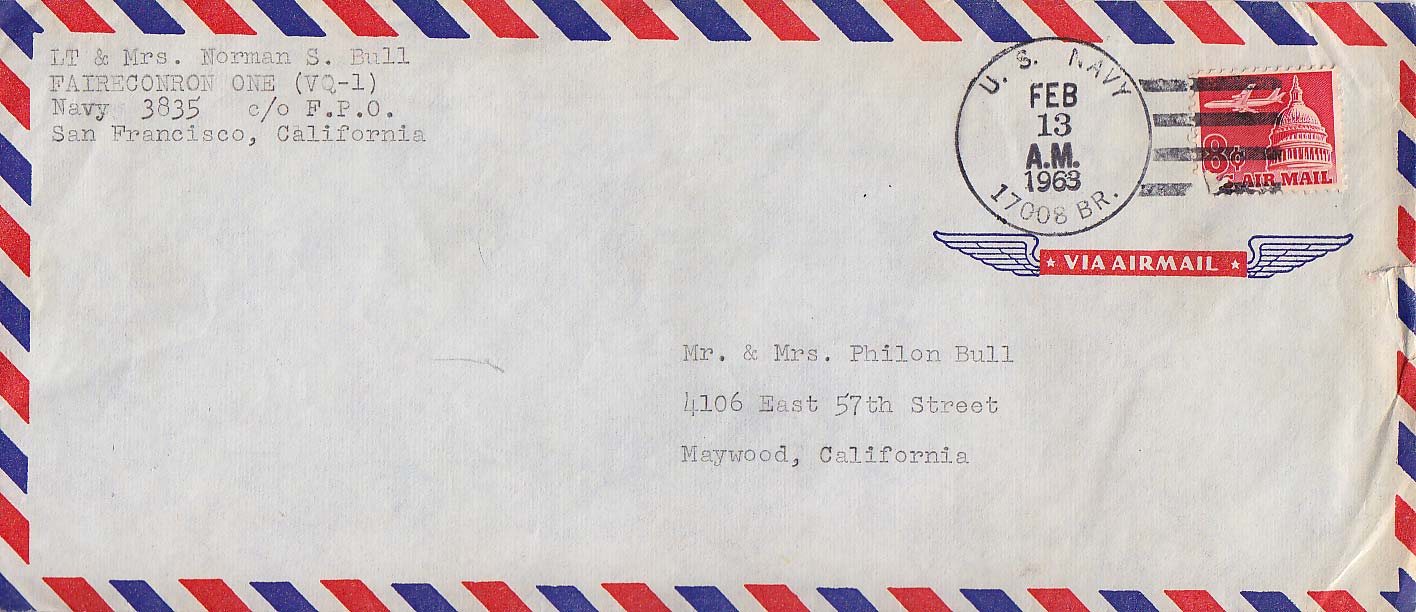 LT & Mrs. Norman S. Bull
FAIRECONRON ONE (VQ-1)
Navy 3835 c/o F.P.O.
San Francisco, California
U. S. NAVY
FEB
13
A.M.
1963
17008 BR.
8¢
AIR MAIL
VIA AIRMAIL
Mr. & Mrs. Philon Bull
4106 East 57th Street
Maywood, California